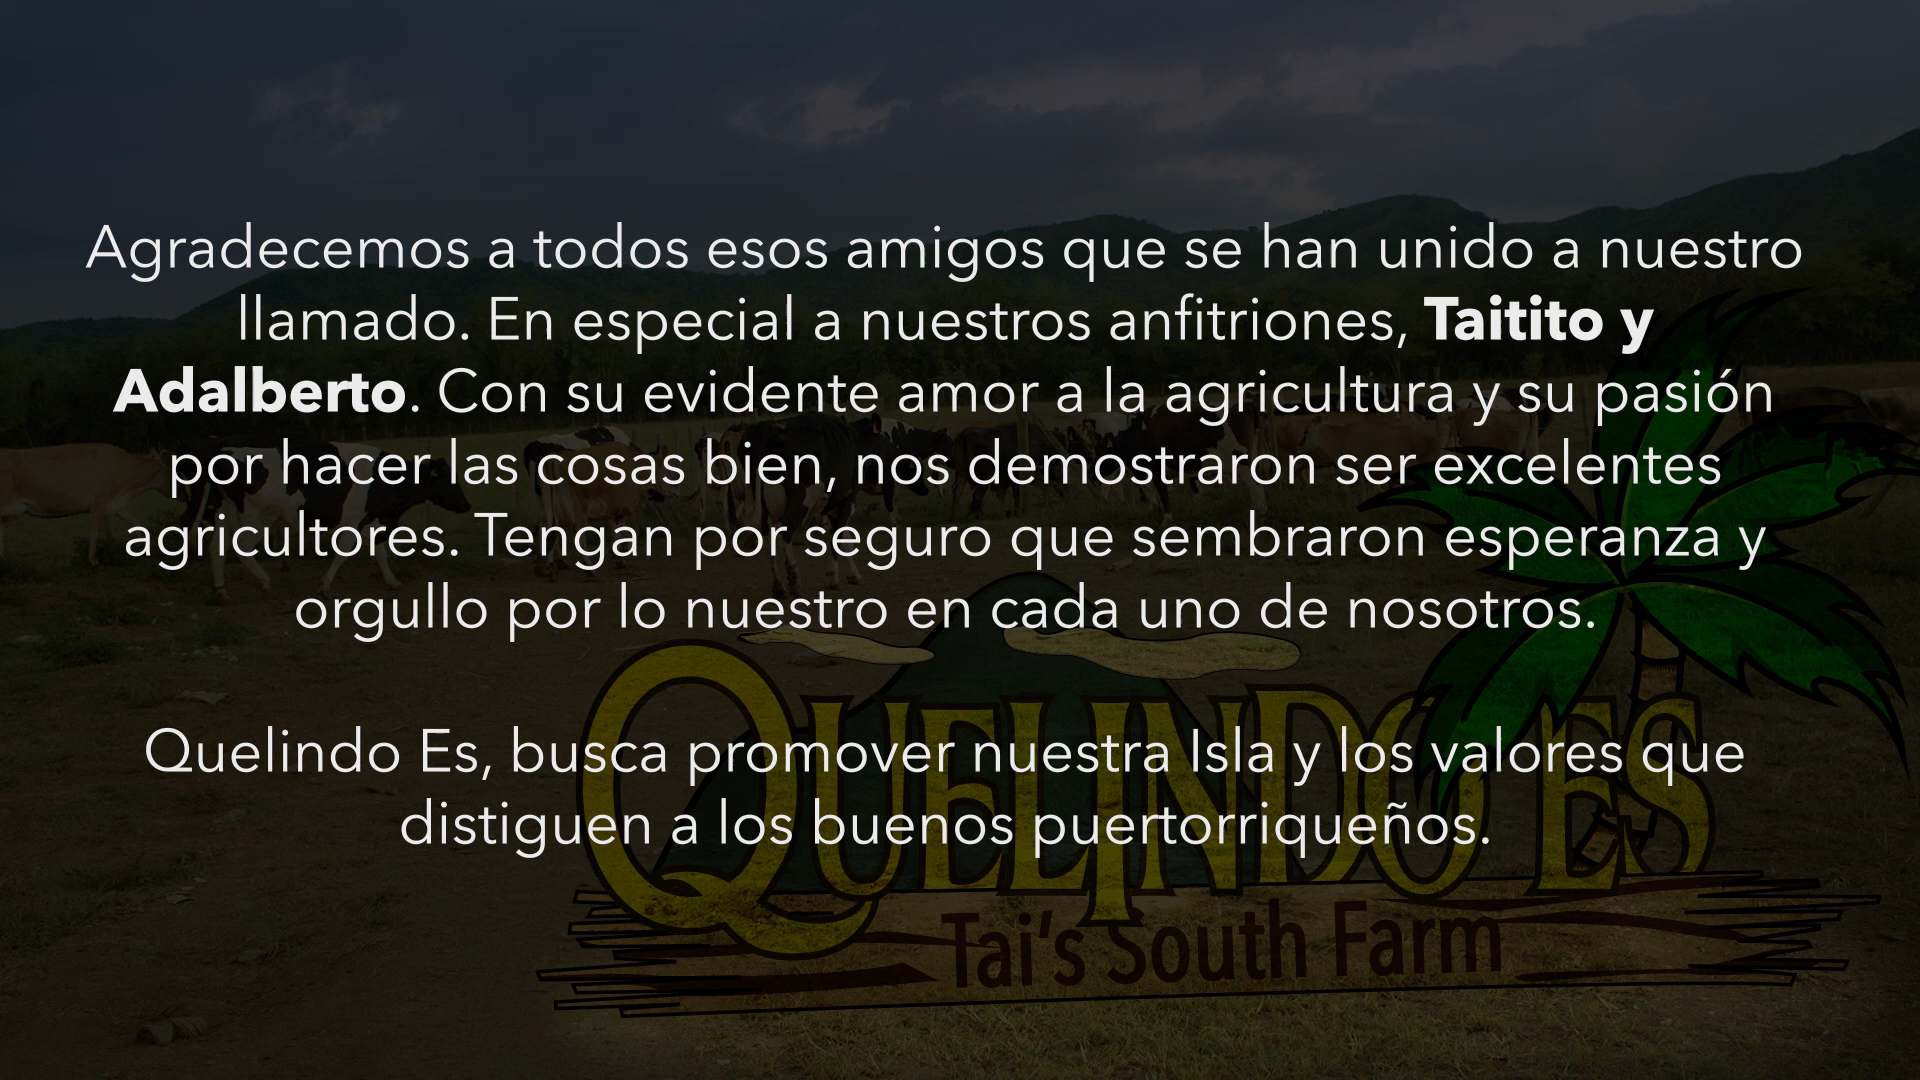 Agradecemos a todos esos amigos que se han unido a nuestro
llamado. En especial a nuestros anfitriones, Taitito y
Adalberto. Con su evidente amor a la agricultura y su pasión
por hacer las cosas bien, nos demostraron ser excelentes
agricultores. Tengan por seguro que sembraron esperanza y
orgullo por lo nuestro en cada uno de nosotros.
Quelindo Es, busca promover nuestra Isla y los valores que
distiguen a los buenos puertorriqueños.
QUELINDO ES
Tai's South Farm